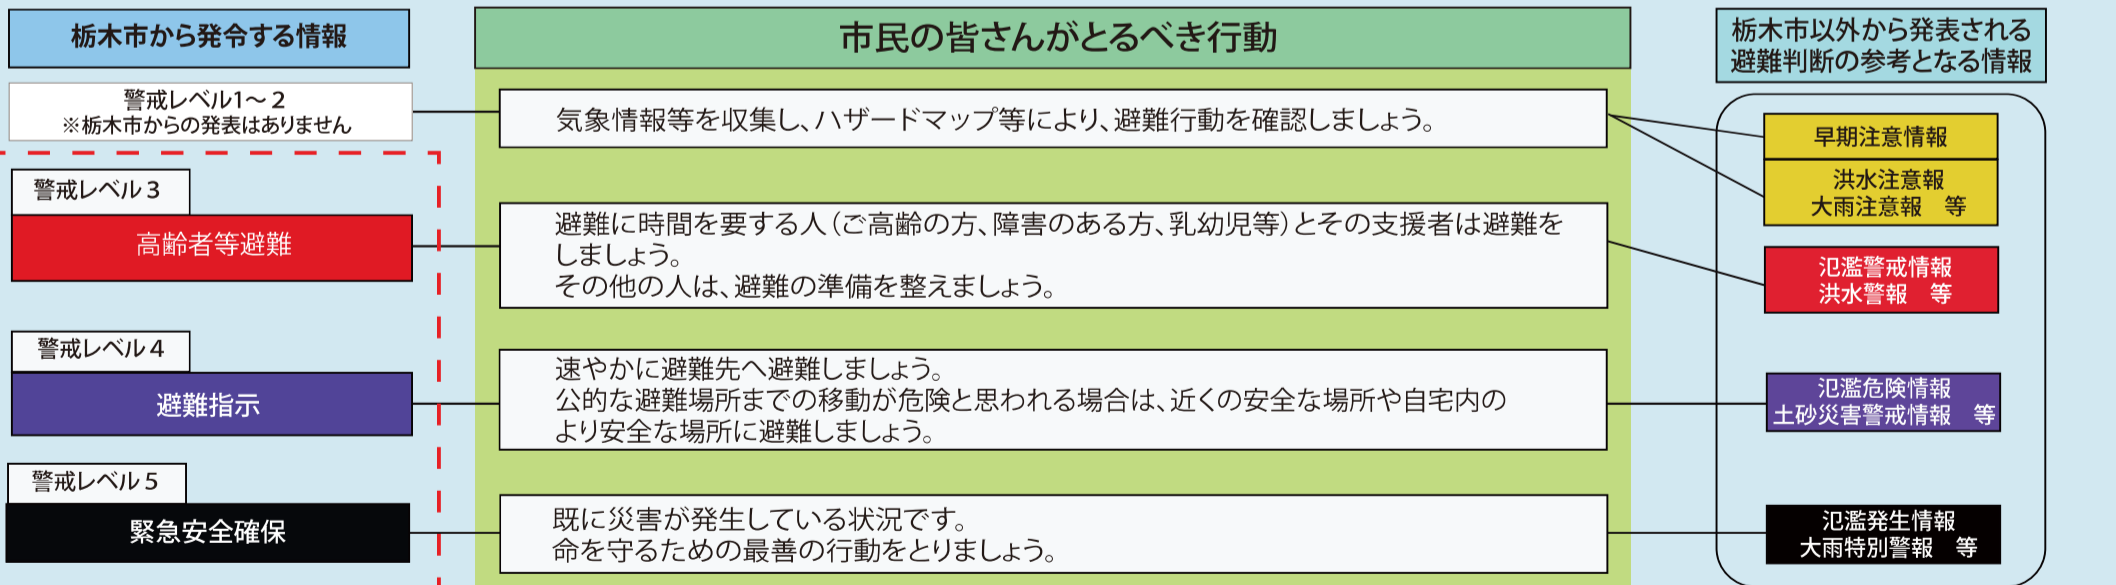 栃木市から発令する情報
市民の皆さんがとるべき行動
栃木市以外から発表される
避難判断の参考となる情報
警戒レベル1～2
※栃木市からの発表はありません
気象情報等を収集し、ハザードマップ等により、避難行動を確認しましょう。
早期注意情報
洪水注意報
大雨注意報　等
警戒レベル3
高齢者等避難
避難に時間を要する人（ご高齢の方、障害のある方、乳幼児等）とその支援者は避難を
しましょう。
その他の人は、避難の準備を整えましょう。
氾濫警戒情報
洪水警報　等
警戒レベル4
避難指示
速やかに避難先へ避難しましょう。
公的な避難場所までの移動が危険と思われる場合は、近くの安全な場所や自宅内の
より安全な場所に避難しましょう。
氾濫危険情報
土砂災害警戒情報　等
警戒レベル5
緊急安全確保
既に災害が発生している状況です。
命を守るための最善の行動をとりましょう。
氾濫発生情報
大雨特別警報　等